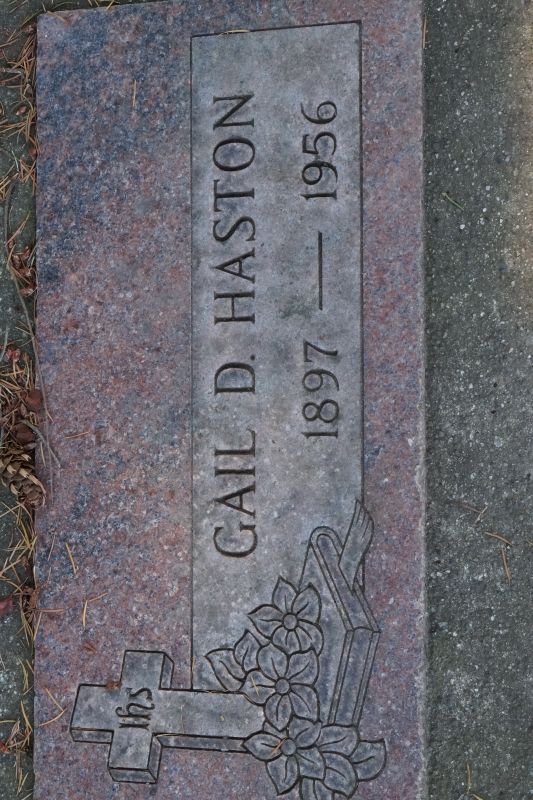 GAIL D. HASTON
1897 — 1956
ihs